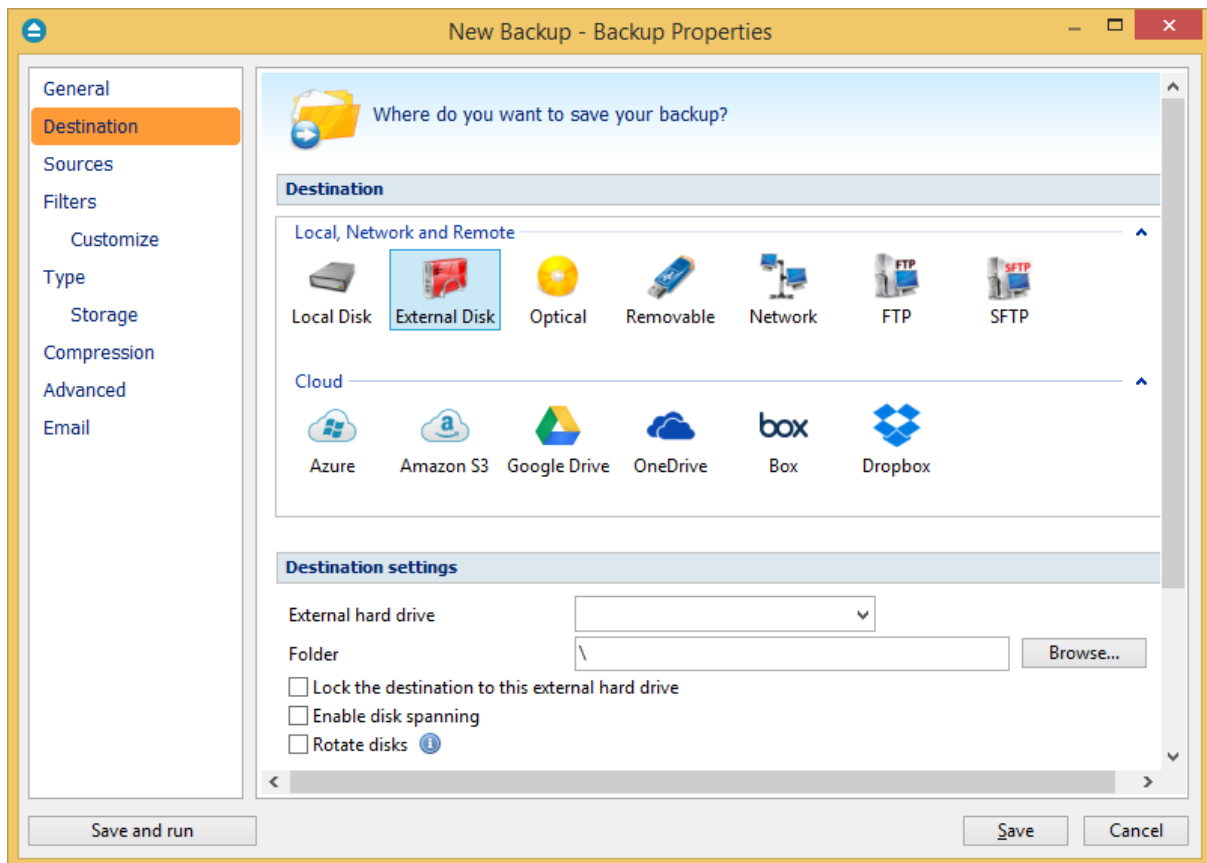 New Backup - Backup Properties
General
Destination
Sources
Filters
Customize
Type
Storage
Compression
Advanced
Email
Where do you want to save your backup?
Destination
Local, Network and Remote
FTP SFTP
Local Disk External Disk Optical Removable Network FTP SFTP
Cloud
a box
Azure Amazon S3 Google Drive OneDrive Box Dropbox
Destination settings
External hard drive
Folder \ Browse...
Lock the destination to this external hard drive
Enable disk spanning
Rotate disks i
Save and run Save Cancel